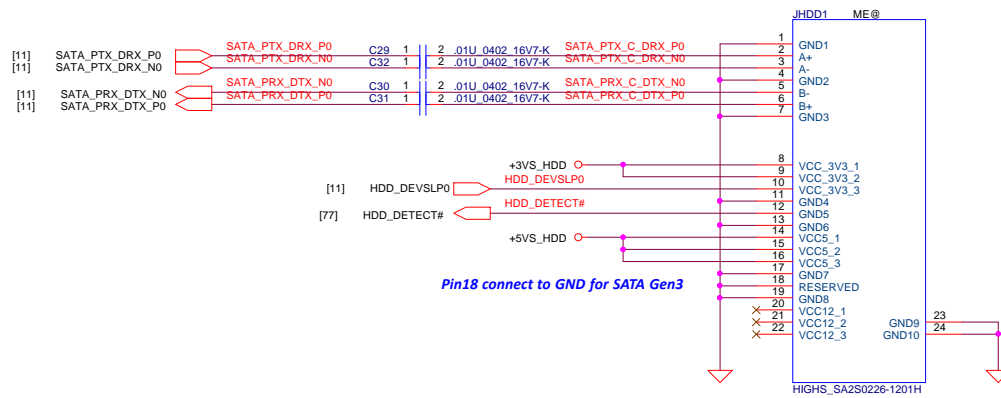 JHDD1 ME@
[11] SATA_PTX_DRX_P0 SATA_PTX_DRX_P0 C29 1 2 .01U_0402_16V7-K SATA_PTX_C_DRX_P0 1 GND1
[11] SATA_PTX_DRX_N0 SATA_PTX_DRX_N0 C32 1 2 .01U_0402_16V7-K SATA_PTX_C_DRX_N0 2 A+
3 A-
4 GND2
[11] SATA_PRX_DTX_N0 SATA_PRX_DTX_N0 C30 1 2 .01U_0402_16V7-K SATA_PRX_C_DTX_N0 5 B-
[11] SATA_PRX_DTX_P0 SATA_PRX_DTX_P0 C31 1 2 .01U_0402_16V7-K SATA_PRX_C_DTX_P0 6 B+
7 GND3
+3VS_HDD 8 VCC_3V3_1
9 VCC_3V3_2
[11] HDD_DEVSLP0 HDD_DEVSLP0 10 VCC_3V3_3
11 GND4
[77] HDD_DETECT# HDD_DETECT# 12 GND5
13 GND6
+5VS_HDD 14 VCC5_1
15 VCC5_2
16 VCC5_3
17 GND7
Pin18 connect to GND for SATA Gen3 18 RESERVED
19 GND8
20 VCC12_1
21 VCC12_2 GND9 23
22 VCC12_3 GND10 24
HIGHS_SA2S0226-1201H